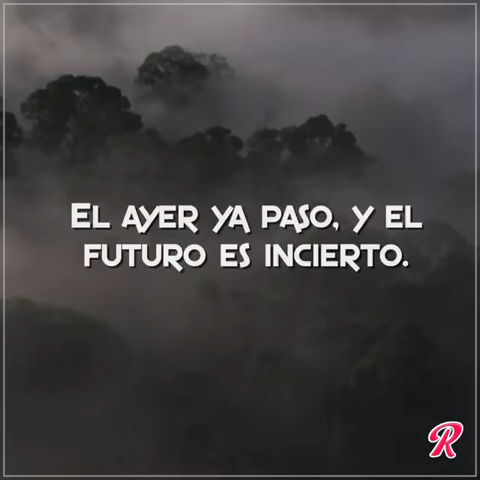 El ayer ya paso, y el
futuro es incierto.
R